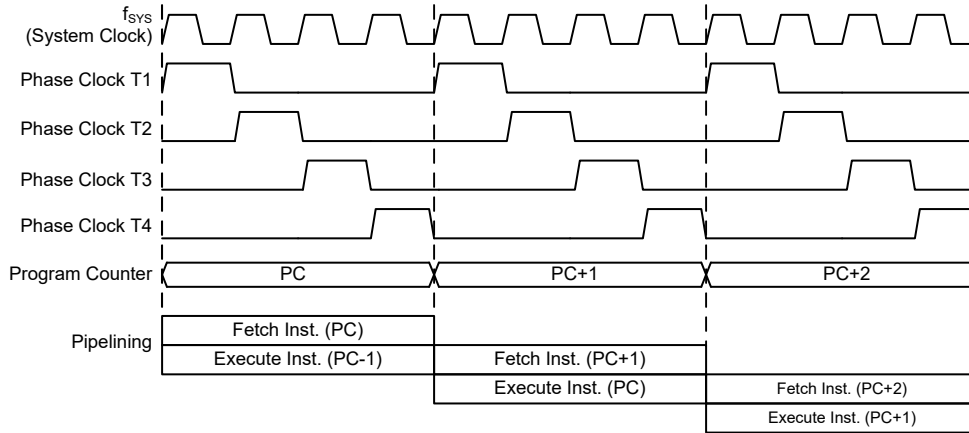 fSYS
(System Clock)
Phase Clock T1
Phase Clock T2
Phase Clock T3
Phase Clock T4
Program Counter PC PC+1 PC+2
Pipelining
Fetch Inst. (PC)
Execute Inst. (PC-1) Fetch Inst. (PC+1)
Execute Inst. (PC) Fetch Inst. (PC+2)
Execute Inst. (PC+1)